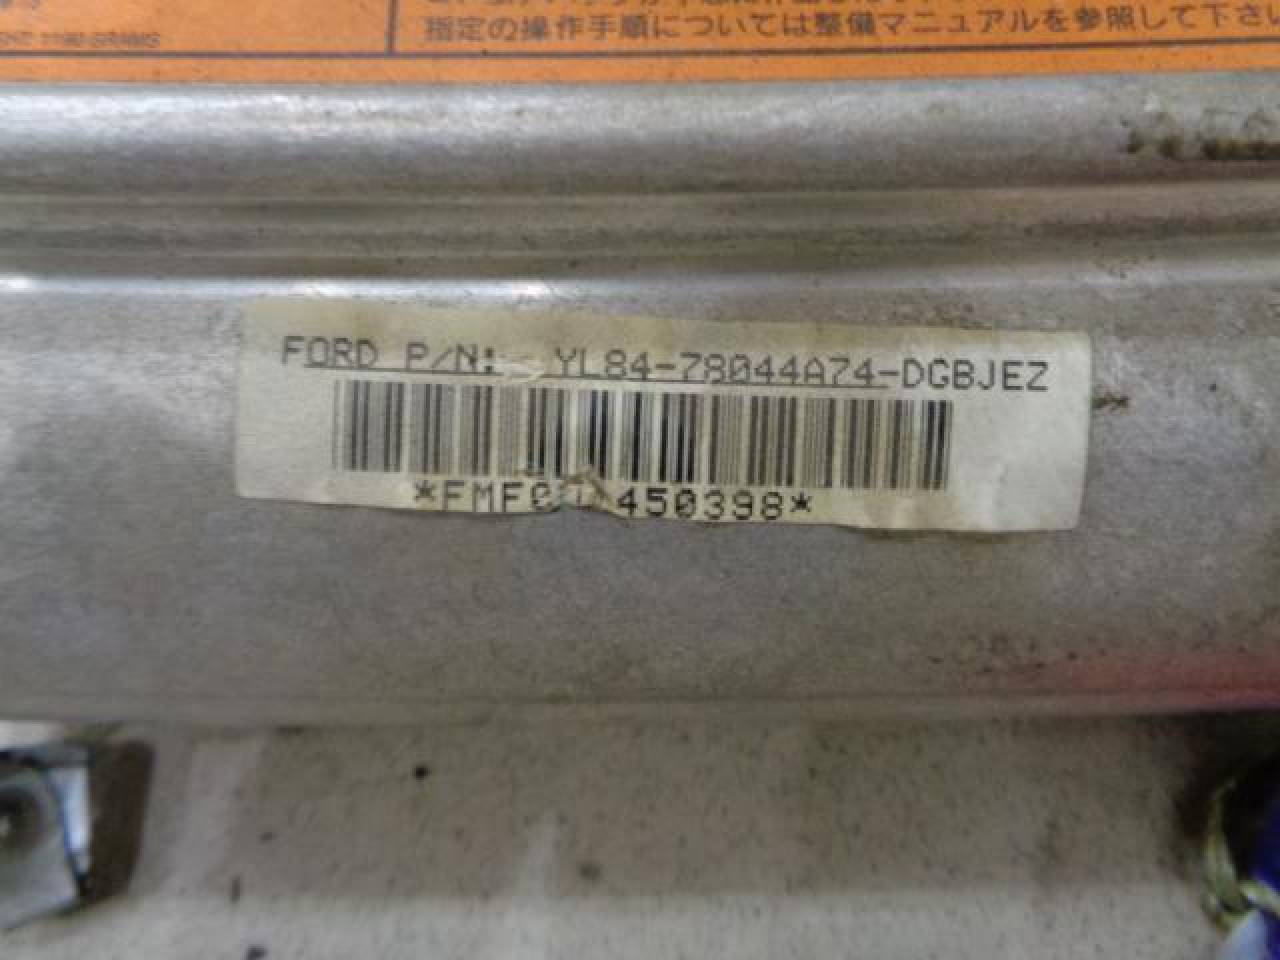 指定の操作手順については整備マニュアルを参照して下さい
FORD P/N: YL84-78044A74-DGBJEZ
450398*